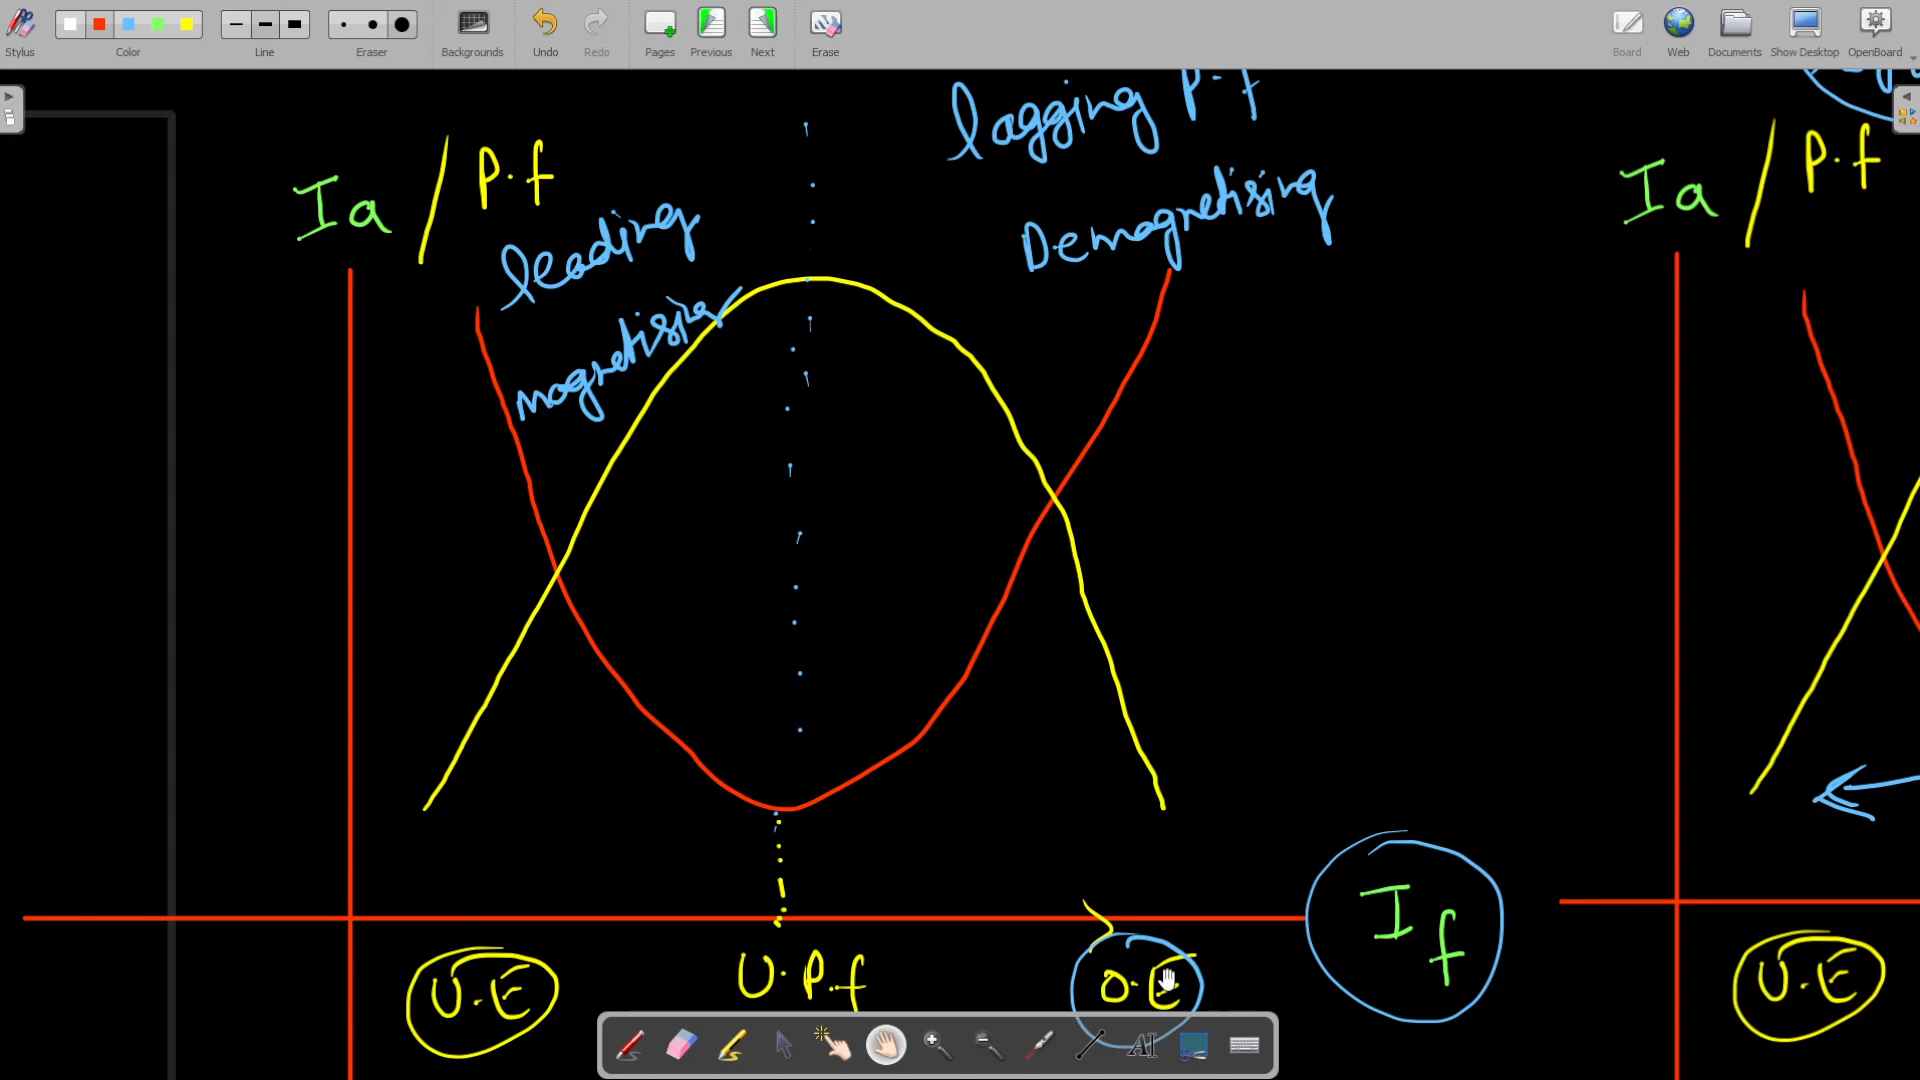 Stylus
Color
Line
Eraser
Backgrounds
Undo
Redo
Pages
Previous
Next
Erase
Board
Web
Documents
Show Desktop
OpenBoard
lagging P.f
Demagnetising
Ia / P.f
leading
magnetising
Ia / P.f
If
U.E
U.P.f
O.E
U.E
AI